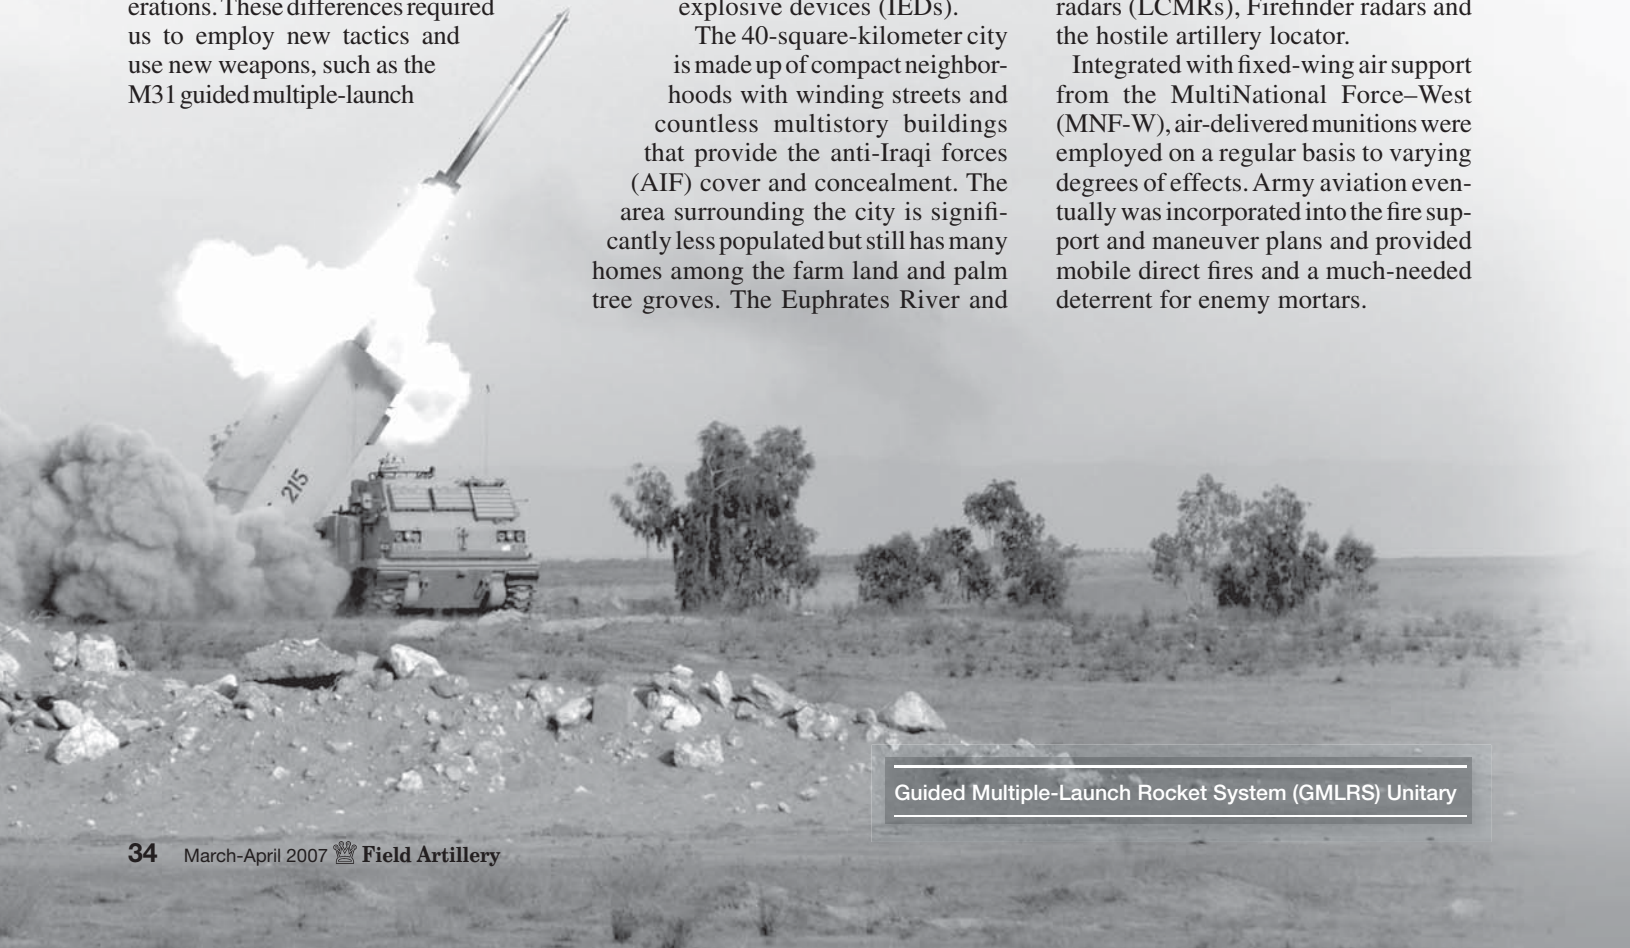 erations. These differences required
us to employ new tactics and
use new weapons, such as the
M31 guided multiple-launch
explosive devices (IEDs).
The 40-square-kilometer city
is made up of compact neighbor-
hoods with winding streets and
countless multistory buildings
that provide the anti-Iraqi forces
(AIF) cover and concealment. The
area surrounding the city is signifi-
cantly less populated but still has many
homes among the farm land and palm
tree groves. The Euphrates River and
radars (LCMRs), Firefinder radars and
the hostile artillery locator.
Integrated with fixed-wing air support
from the MultiNational Force–West
(MNF-W), air-delivered munitions were
employed on a regular basis to varying
degrees of effects. Army aviation even-
tually was incorporated into the fire sup-
port and maneuver plans and provided
mobile direct fires and a much-needed
deterrent for enemy mortars.
215
Guided Multiple-Launch Rocket System (GMLRS) Unitary
34 March-April 2007 Field Artillery